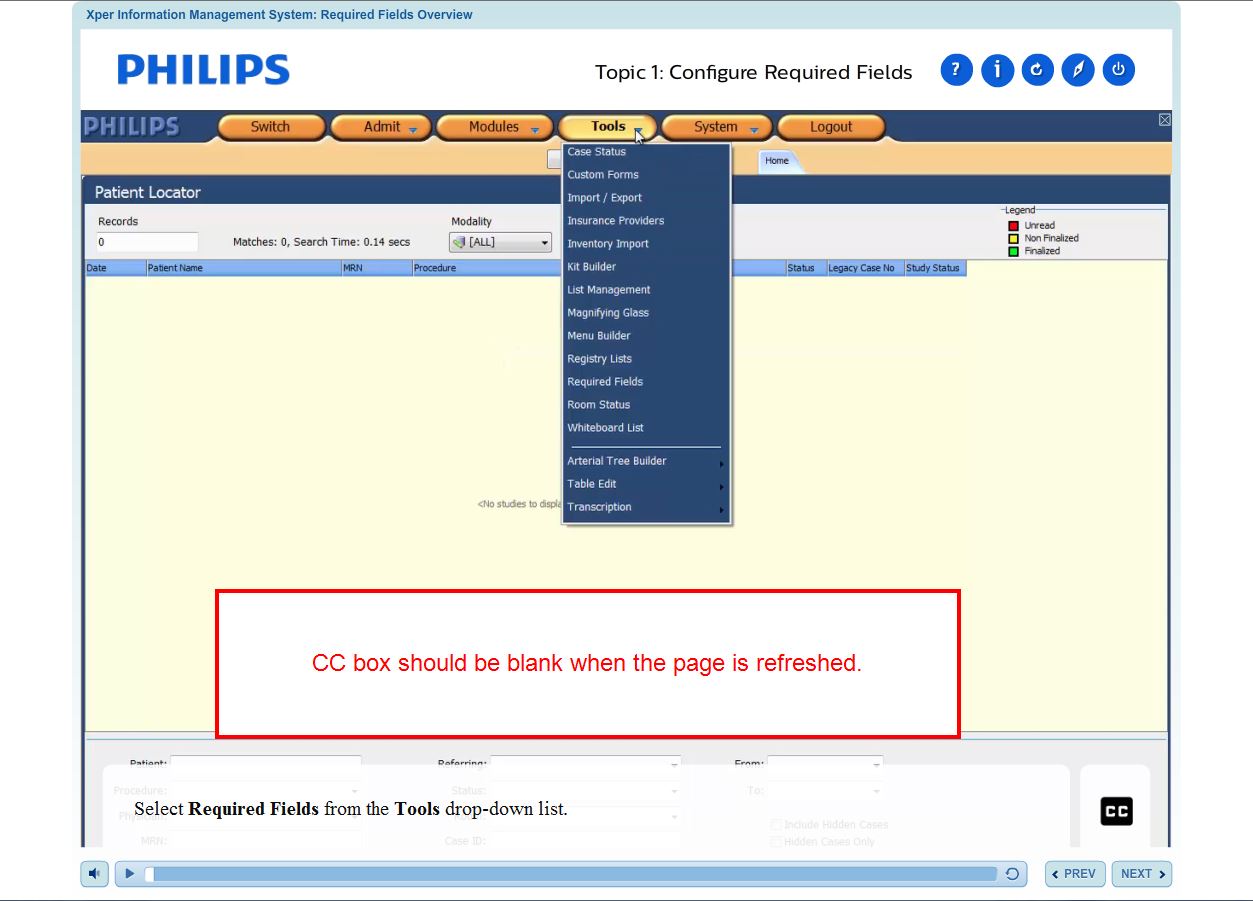 Xper Information Management System: Required Fields Overview
PHILIPS
Topic 1: Configure Required Fields
PHILIPS
Switch
Admit
Modules
Tools
System
Logout
Home
Case Status
Custom Forms
Import / Export
Insurance Providers
Inventory Import
Kit Builder
List Management
Magnifying Glass
Menu Builder
Registry Lists
Required Fields
Room Status
Whiteboard List
Arterial Tree Builder
Table Edit
Transcription
Patient Locator
Records
0
Matches: 0, Search Time: 0.14 secs
Modality
[ALL]
Legend
Unread
Non Finalized
Finalized
Date
Patient Name
MRN
Procedure
Status
Legacy Case No
Study Status
<No studies to displa
CC box should be blank when the page is refreshed.
Patient:
Referring:
From:
Procedure:
Status:
To:
Select Required Fields from the Tools drop-down list.
Include Hidden Cases
MRN:
Case ID:
Hidden Cases Only
CC
PREV
NEXT